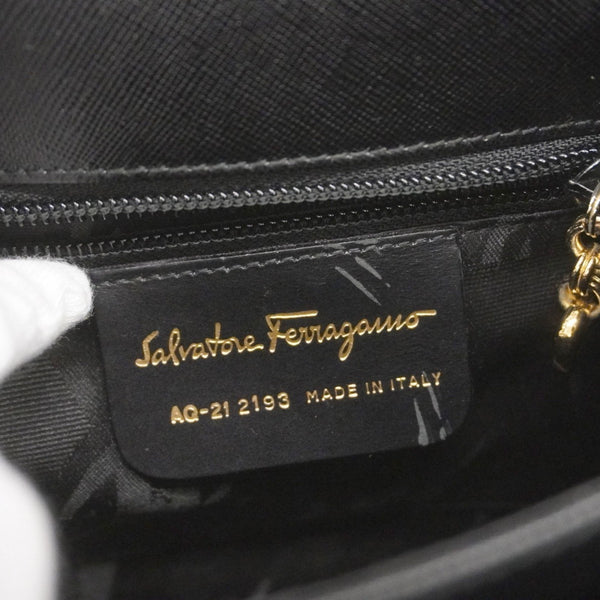 Salvatore Ferragamo
AQ-21 2193 MADE IN ITALY